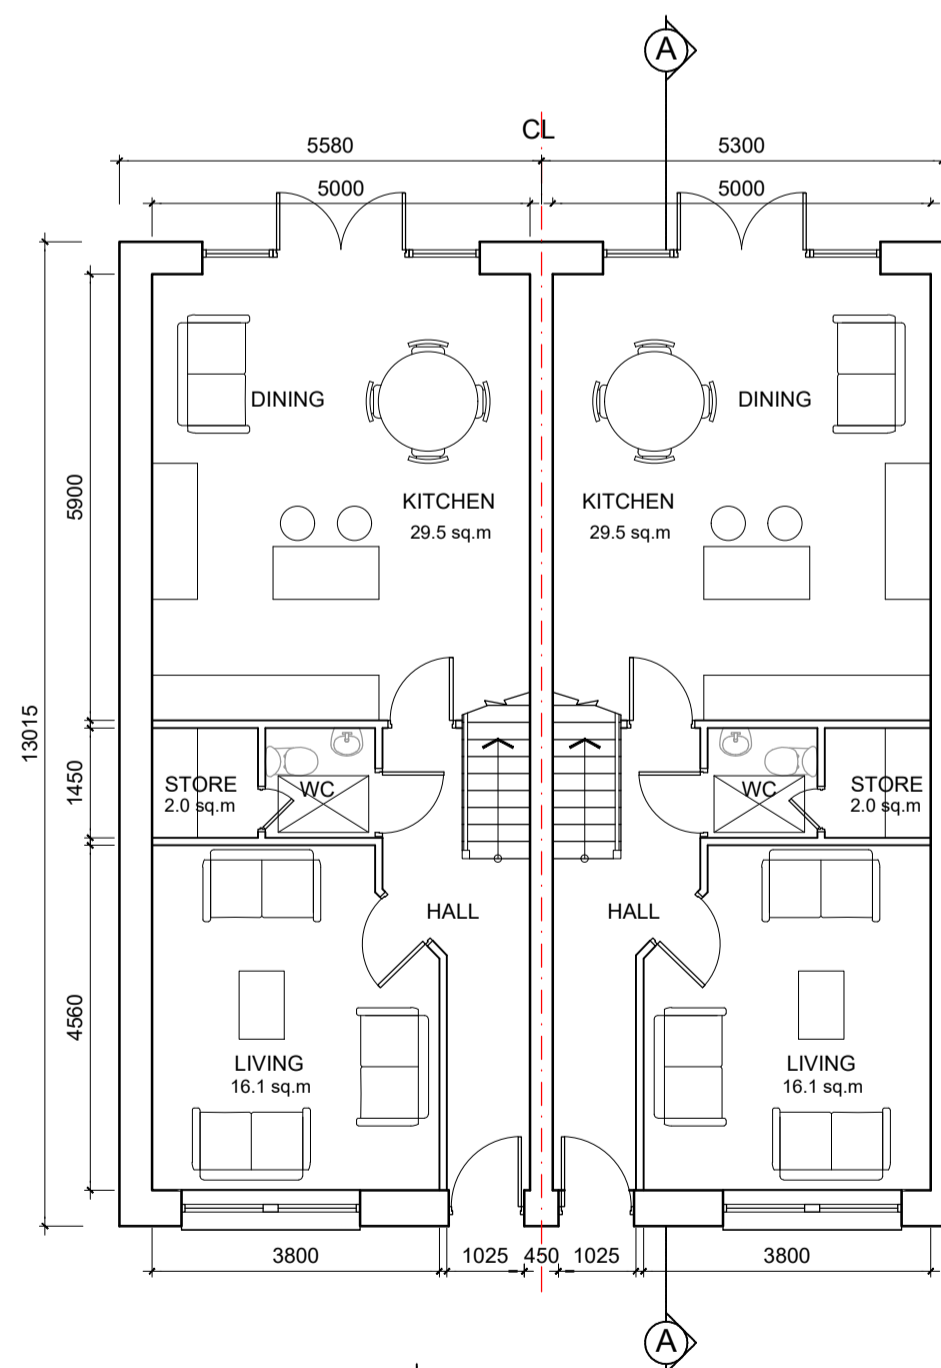 A
CL
5580
5300
5000
5000
DINING
DINING
KITCHEN
29.5 sq.m
KITCHEN
29.5 sq.m
5900
13015
1450
STORE
2.0 sq.m
WC
WC
STORE
2.0 sq.m
HALL
HALL
4560
LIVING
16.1 sq.m
LIVING
16.1 sq.m
3800
1025
450
1025
3800
A